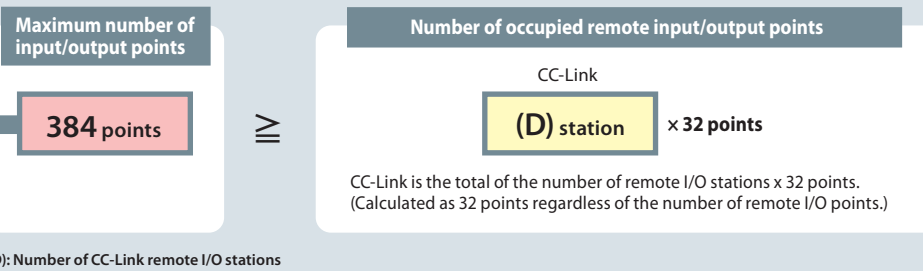 Maximum number of
input/output points
384 points
≧
Number of occupied remote input/output points
CC-Link
(D) station × 32 points
CC-Link is the total of the number of remote I/O stations x 32 points.
(Calculated as 32 points regardless of the number of remote I/O points.)
): Number of CC-Link remote I/O stations